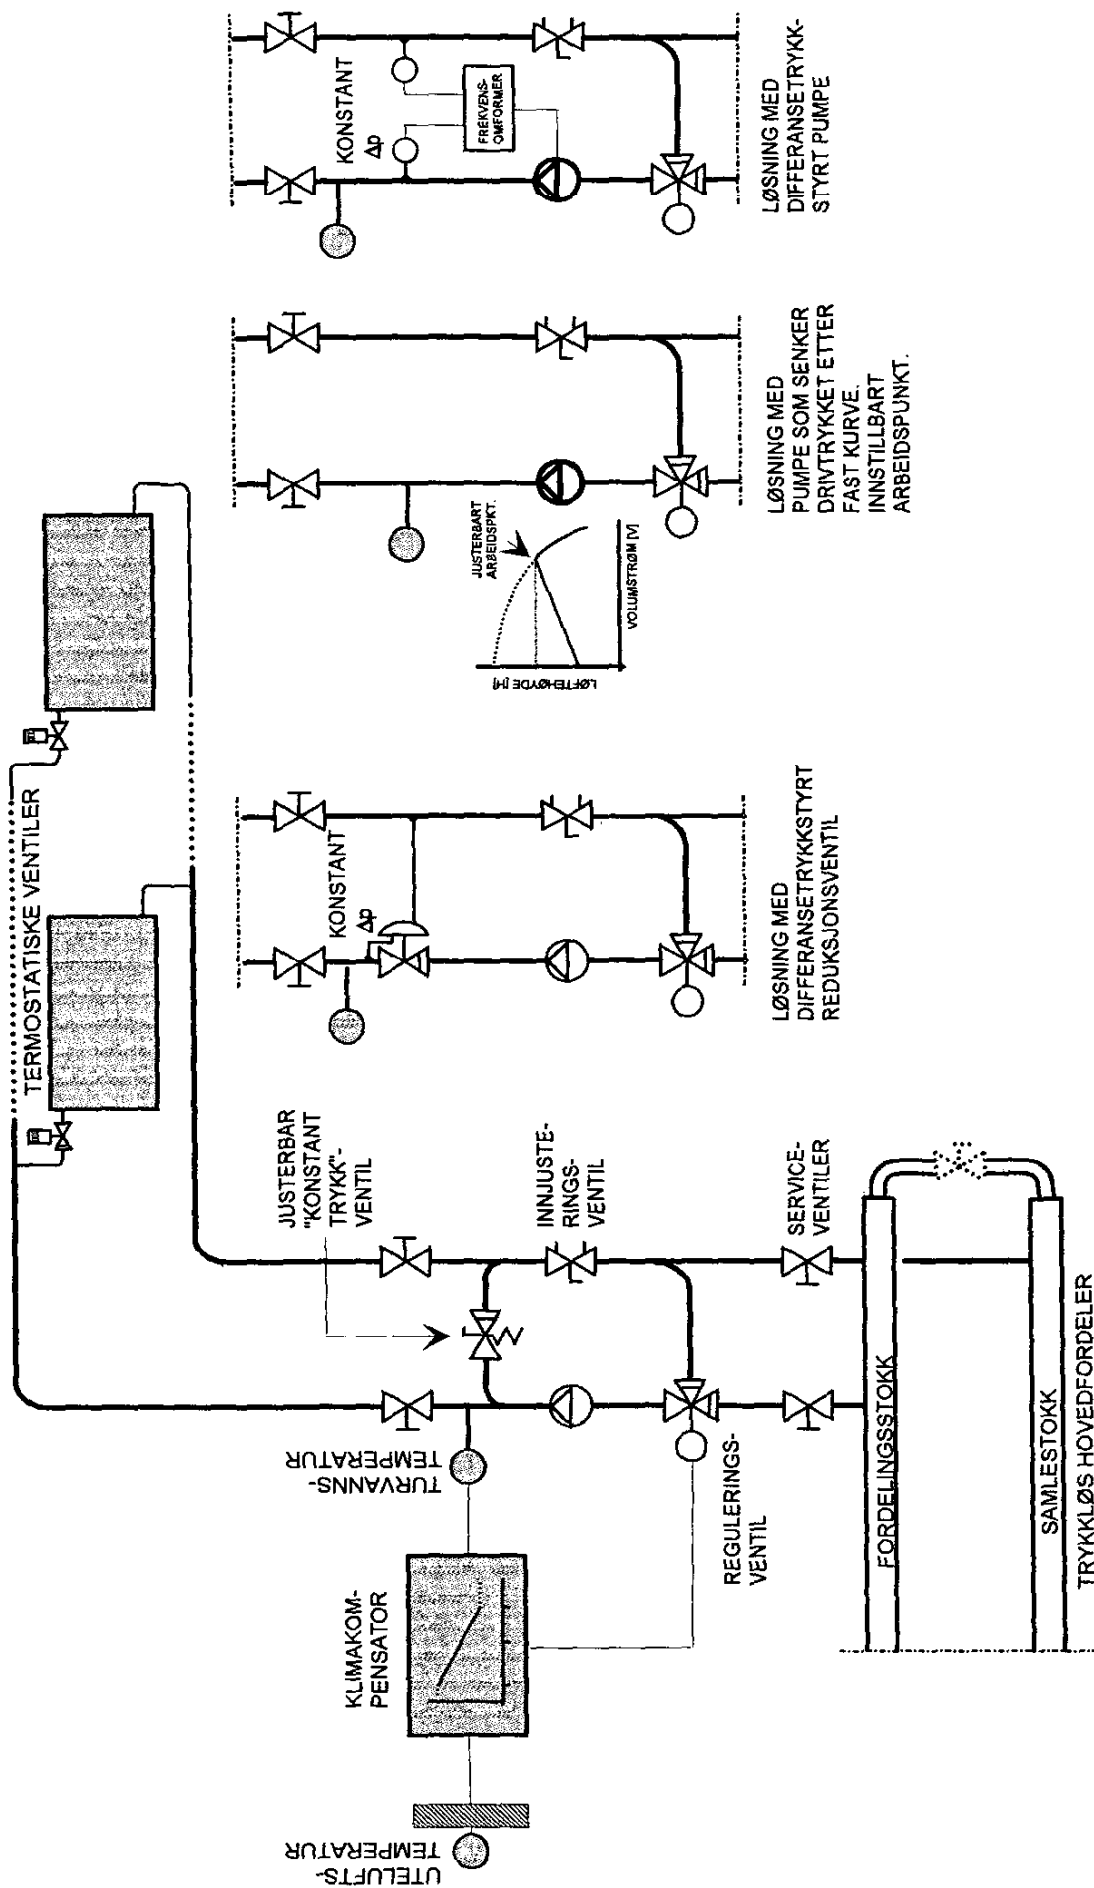 UTELUFTS-
TEMPERATUR
KLIMAKOM-
PENSATOR
TURVANNS-
TEMPERATUR
REGULERINGS-
VENTIL
FORDELINGSSTOKK
SAMLESTOKK
TRYKKLØS HOVEDFORDELER
JUSTERBAR
"KONSTANT
TRYKK"-
VENTIL
INNJUSTE-
RINGS-
VENTIL
SERVICE-
VENTILER
TERMOSTATISKE VENTILER
KONSTANT
Δp
LØSNING MED
DIFFERANSETRYKKSTYRT
REDUKSJONSVENTIL
JUSTERBART
ARBEIDSPKT.
LØFTEHØYDE [H]
VOLUMSTRØM [V]
LØSNING MED
PUMPE SOM SENKER
DRIVTRYKKET ETTER
FAST KURVE.
INNSTILLBART
ARBEIDSPUNKT.
KONSTANT
Δp
FREKVENS-
OMFORMER
LØSNING MED
DIFFERANSETRYKK-
STYRT PUMPE